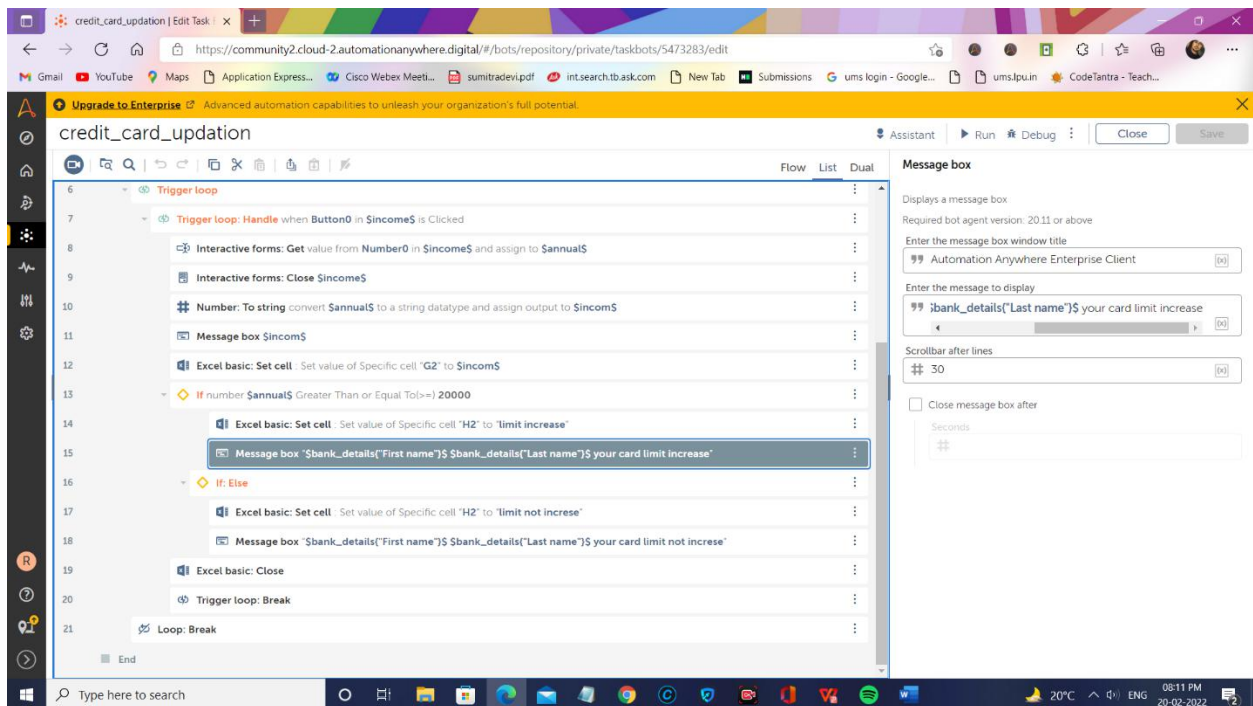 credit_card_updation | Edit Task
https://community2.cloud-2.automationanywhere.digital/#/bots/repository/private/taskbots/5473283/edit
Gmail YouTube Maps Application Express... Cisco Webex Meeti... sumitradevi.pdf int.search.tb.ask.com New Tab Submissions ums login - Google... ums.lpu.in CodeTantra - Teach...
Upgrade to Enterprise Advanced automation capabilities to unleash your organization's full potential.
credit_card_updation
Assistant Run Debug Close Save
Flow List Dual
6 Trigger loop
7 Trigger loop: Handle when Button0 in $income$ is Clicked
8 Interactive forms: Get value from Number0 in $income$ and assign to $annual$
9 Interactive forms: Close $income$
10 Number: To string convert $annual$ to a string datatype and assign output to $incom$
11 Message box $incom$
12 Excel basic: Set cell : Set value of Specific cell "G2" to $incom$
13 If number $annual$ Greater Than or Equal To(>=) 20000
14 Excel basic: Set cell : Set value of Specific cell "H2" to "limit increase"
15 Message box "$bank_details{"First name"}$ $bank_details{"Last name"}$ your card limit increase"
16 If: Else
17 Excel basic: Set cell : Set value of Specific cell "H2" to "limit not increse"
18 Message box "$bank_details{"First name"}$ $bank_details{"Last name"}$ your card limit not increse"
19 Excel basic: Close
20 Trigger loop: Break
21 Loop: Break
End
Message box
Displays a message box
Required bot agent version: 20.11 or above
Enter the message box window title
Automation Anywhere Enterprise Client
(x)
Enter the message to display
$bank_details{"Last name"}$ your card limit increase
(x)
Scrollbar after lines
30
(x)
Close message box after
Seconds
R
Type here to search
20°C ENG
08:11 PM
20-02-2022
2